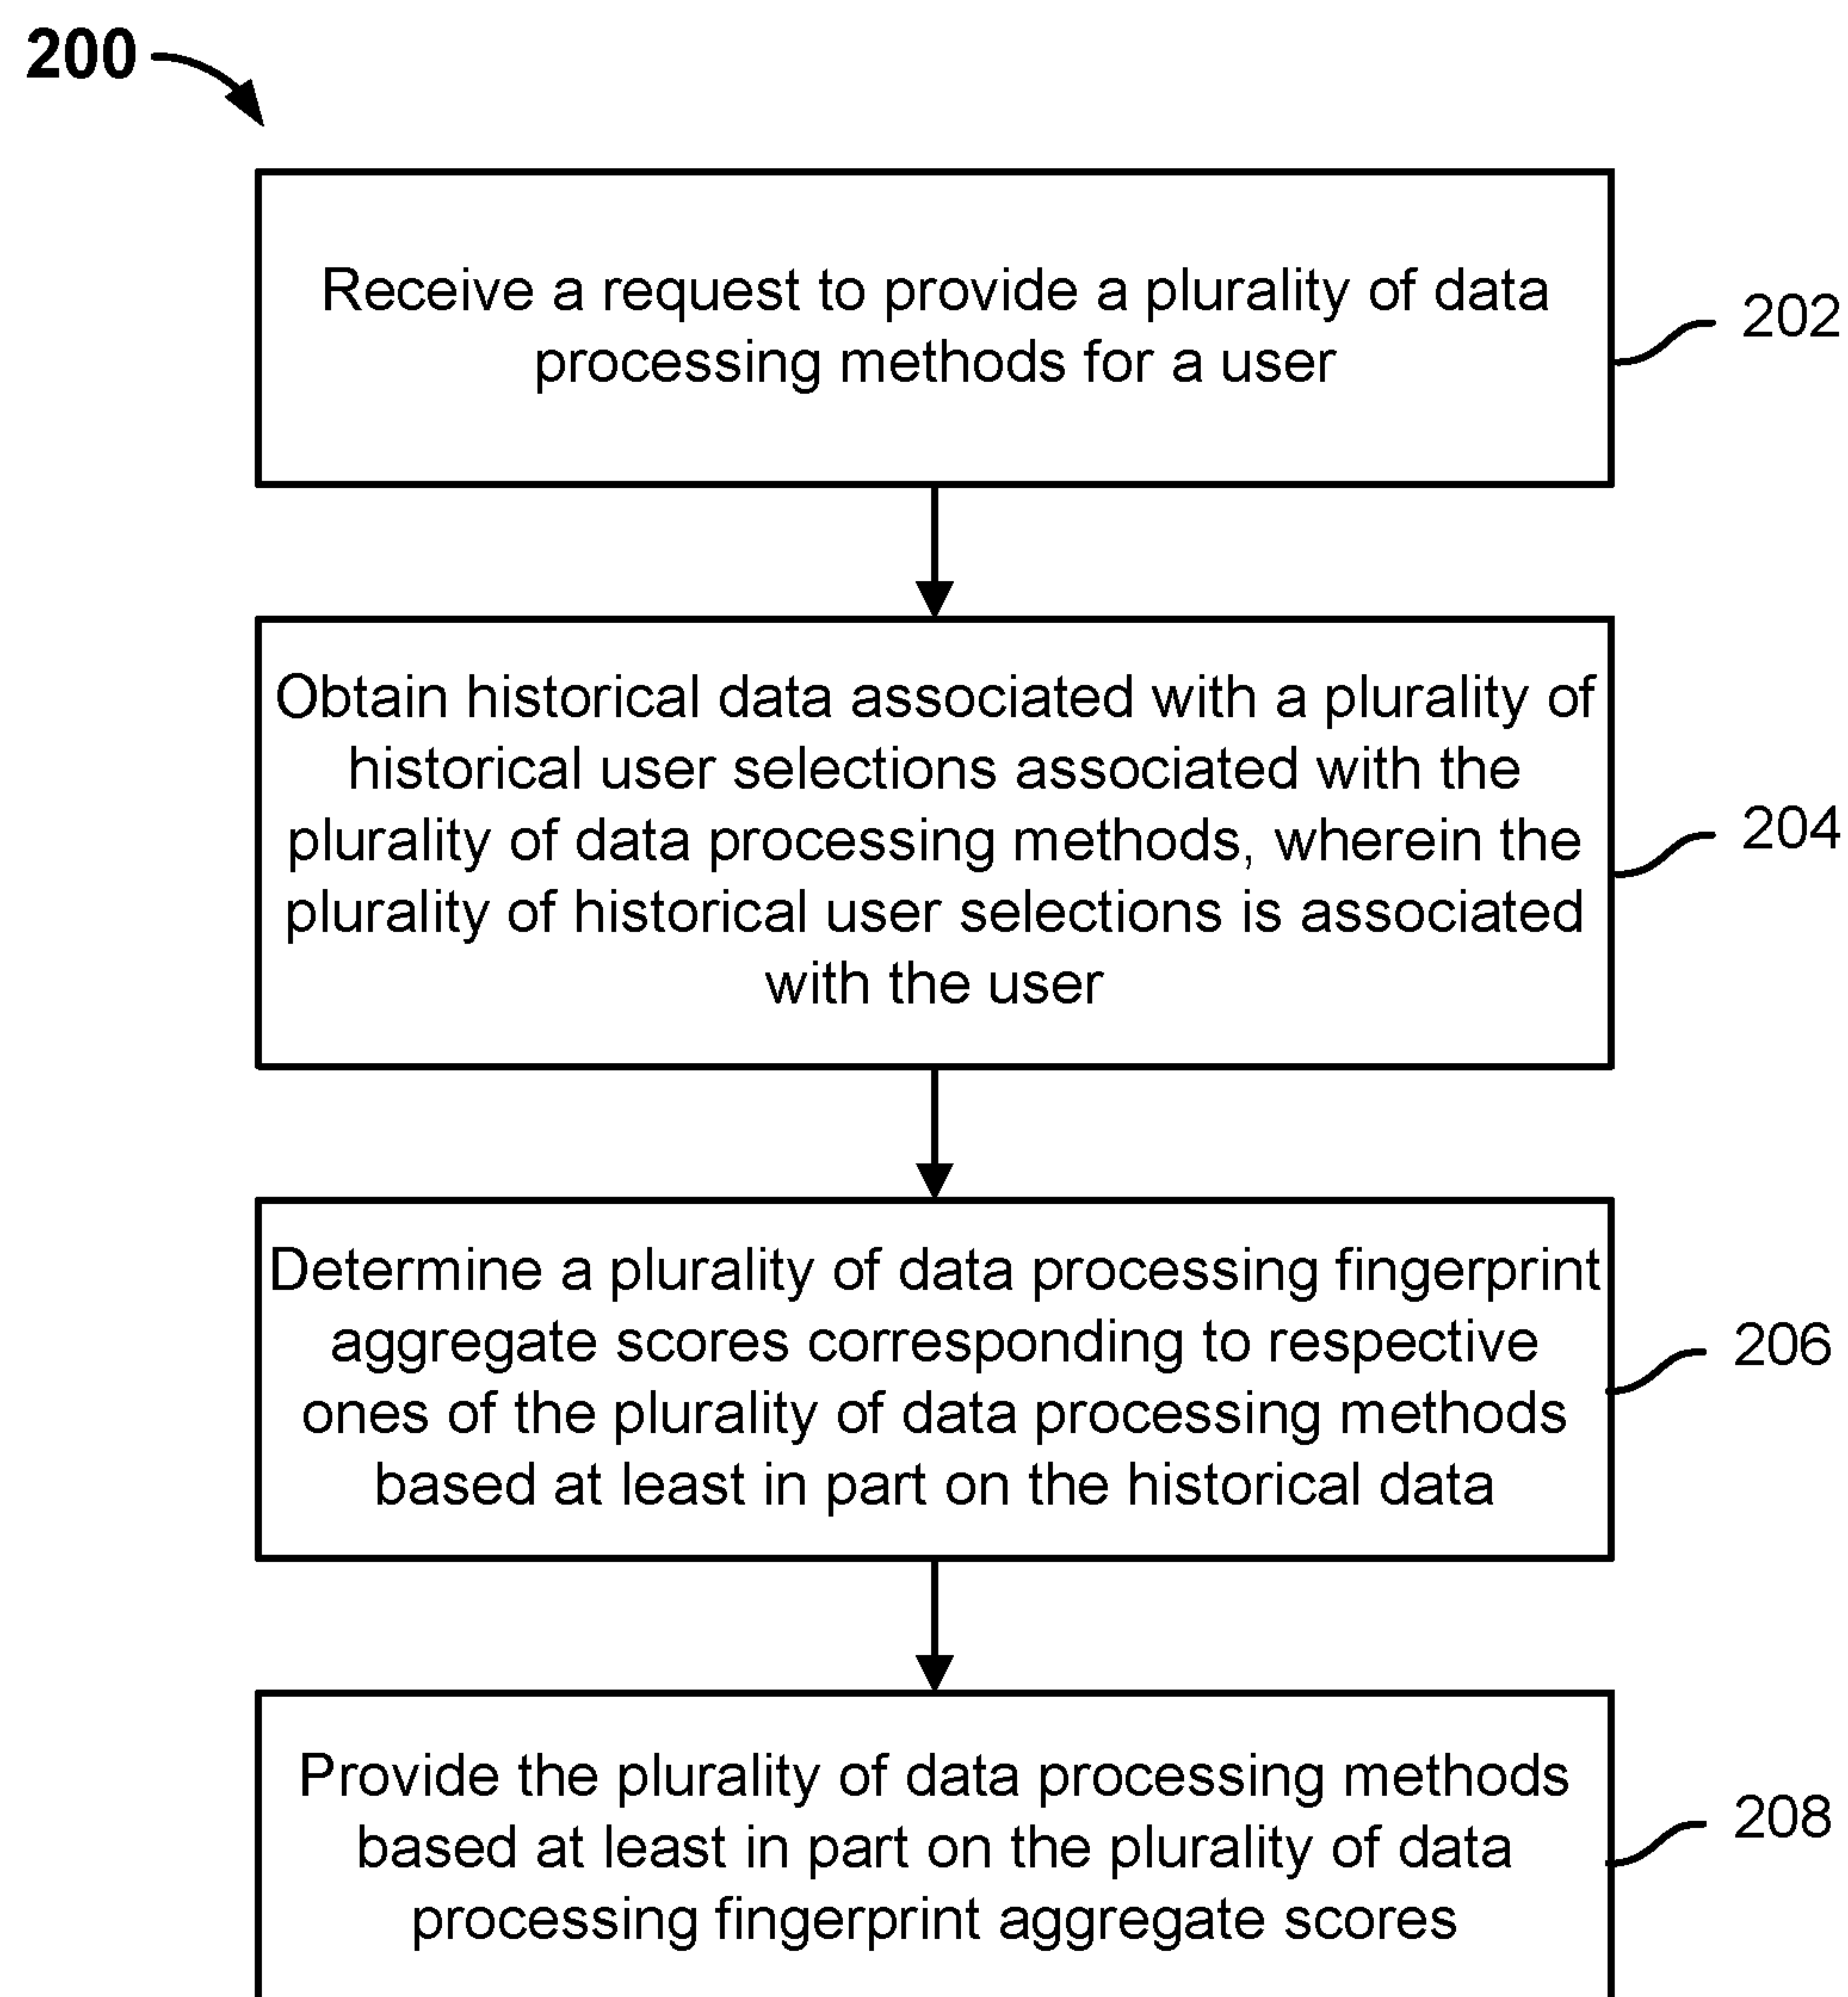 200
Receive a request to provide a plurality of data
processing methods for a user
202
Obtain historical data associated with a plurality of
historical user selections associated with the
plurality of data processing methods, wherein the
plurality of historical user selections is associated
with the user
204
Determine a plurality of data processing fingerprint
aggregate scores corresponding to respective
ones of the plurality of data processing methods
based at least in part on the historical data
206
Provide the plurality of data processing methods
based at least in part on the plurality of data
processing fingerprint aggregate scores
208